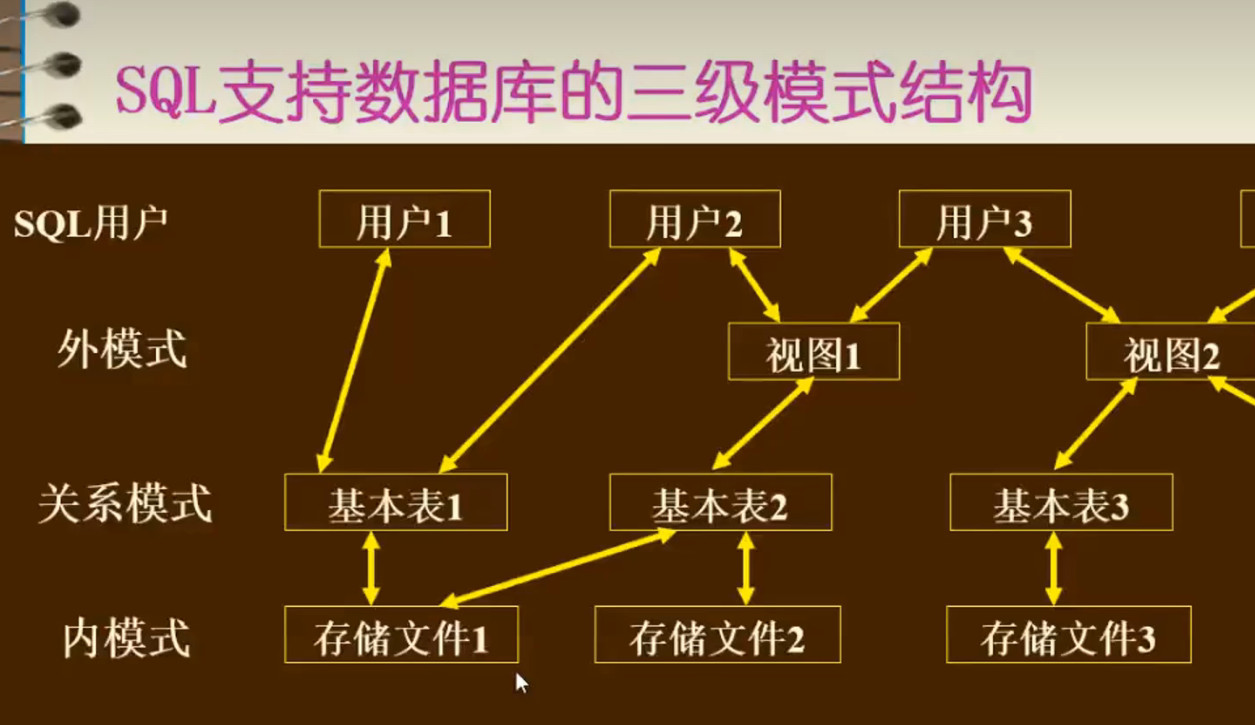 SQL支持数据库的三级模式结构
SQL用户 用户1 用户2 用户3
外模式 视图1 视图2
关系模式 基本表1 基本表2 基本表3
内模式 存储文件1 存储文件2 存储文件3